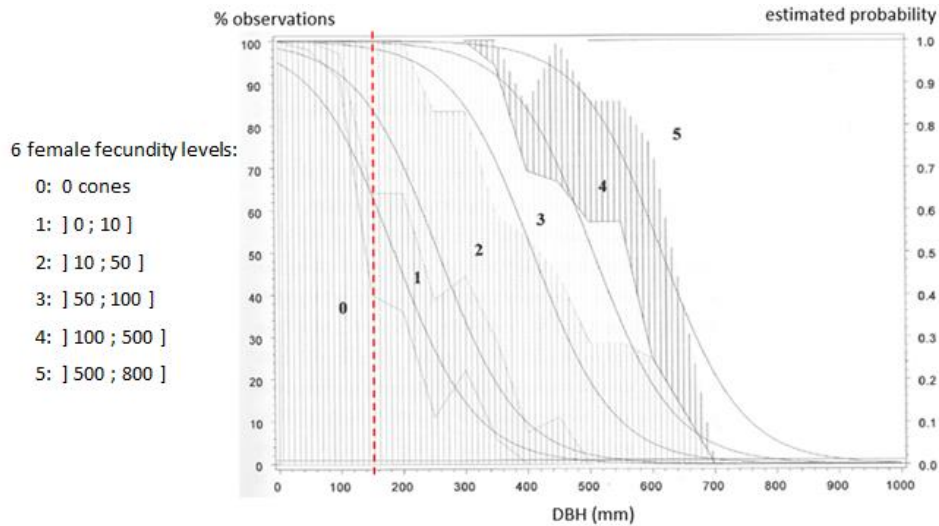 % observations
estimated probability
100
90
80
70
60
50
40
30
20
10
0
1.0
0.9
0.8
0.7
0.6
0.5
0.4
0.3
0.2
0.1
0.0
6 female fecundity levels:
0: 0 cones
1: ] 0 ; 10 ]
2: ] 10 ; 50 ]
3: ] 50 ; 100 ]
4: ] 100 ; 500 ]
5: ] 500 ; 800 ]
0
1
2
3
4
5
0 100 200 300 400 500 600 700 800 900 1000
DBH (mm)